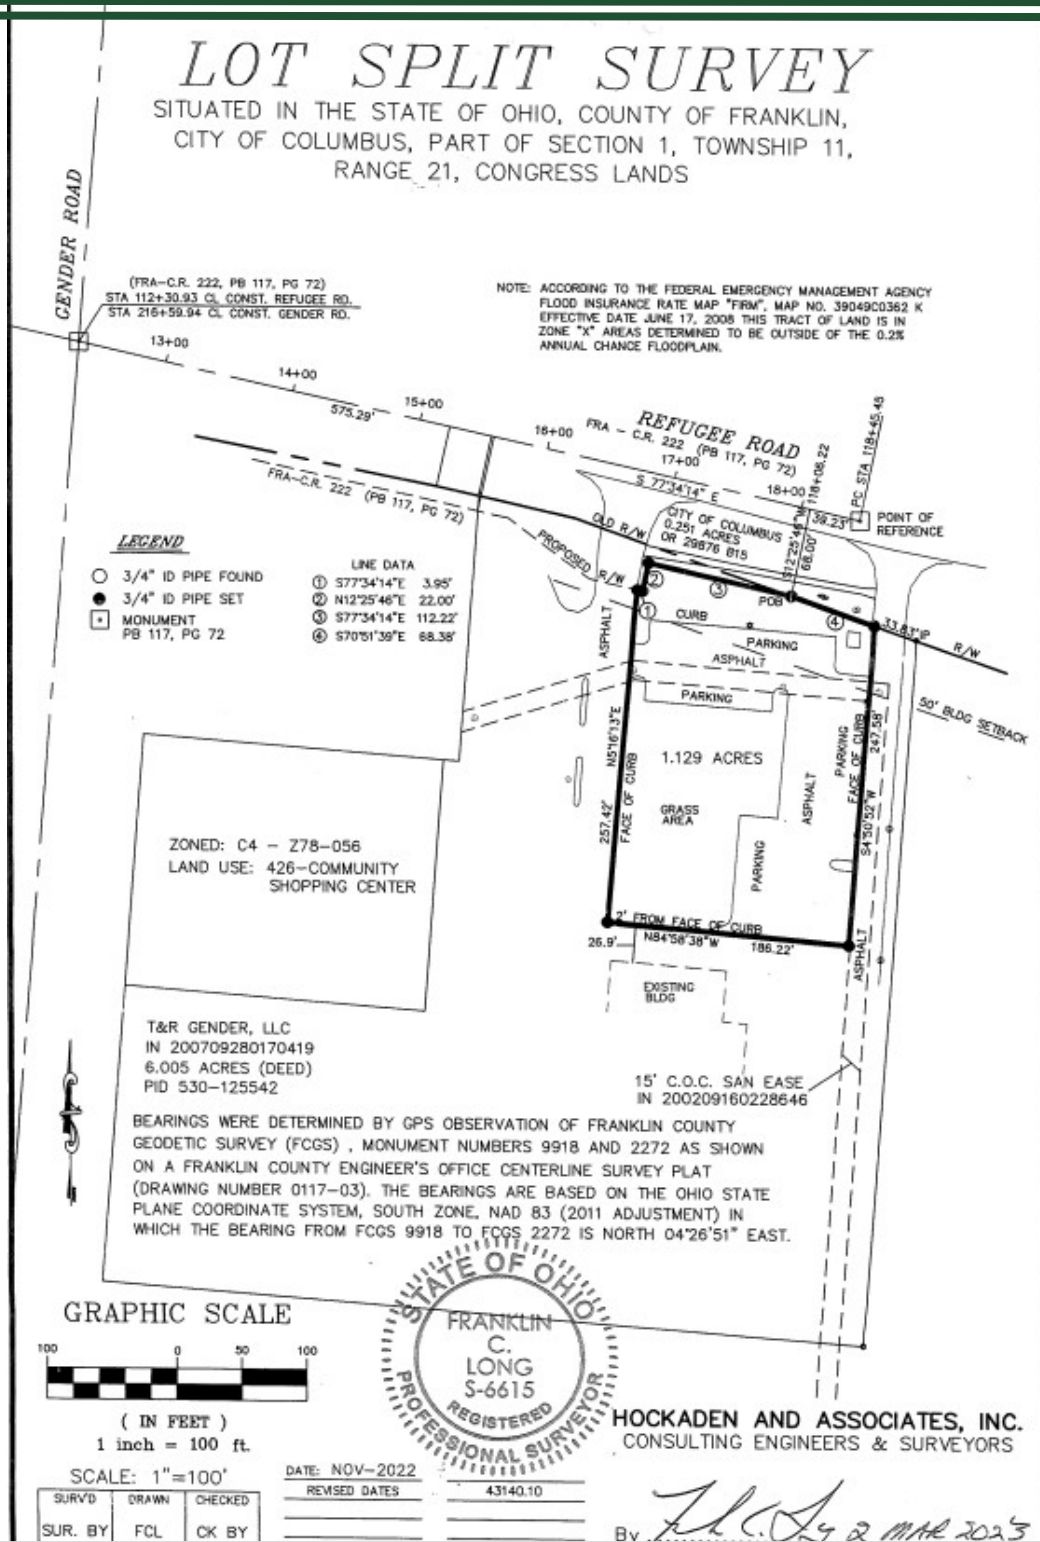 LOT SPLIT SURVEY
SITUATED IN THE STATE OF OHIO, COUNTY OF FRANKLIN,
CITY OF COLUMBUS, PART OF SECTION 1, TOWNSHIP 11,
RANGE 21, CONGRESS LANDS
GENDER ROAD
(FRA-C.R. 222, PB 117, PG 72)
STA 112+30.93 CL CONST. REFUGEE RD.
STA 216+59.94 CL CONST. GENDER RD.
NOTE: ACCORDING TO THE FEDERAL EMERGENCY MANAGEMENT AGENCY
FLOOD INSURANCE RATE MAP "FIRM", MAP NO. 39049C0362 K
EFFECTIVE DATE JUNE 17, 2008 THIS TRACT OF LAND IS IN
ZONE "X" AREAS DETERMINED TO BE OUTSIDE OF THE 0.2%
ANNUAL CHANCE FLOODPLAIN.
13+00
14+00
575.29'
15+00
16+00
REFUGEE ROAD
FRA - C.R. 222 (PB 117, PG 72)
17+00
S 77°34'14" E
18+00
118+06.22
PC STA 118+45.45
39.23'
POINT OF
REFERENCE
S12°25'46"W
68.00'
FRA-C.R. 222 (PB 117, PG 72)
OLD R/W
CITY OF COLUMBUS
0.251 ACRES
OR 29876 B15
PROPOSED R/W
LEGEND
3/4" ID PIPE FOUND
3/4" ID PIPE SET
MONUMENT
PB 117, PG 72
LINE DATA
1 S77°34'14"E 3.95'
2 N12°25'46"E 22.00'
3 S77°34'14"E 112.22'
4 S70°51'39"E 68.38'
2
3
POB
1
CURB
4
33.83'
IP
R/W
ASPHALT
PARKING
ASPHALT
PARKING
50' BLDG SETBACK
N5°16'13"E
257.42'
FACE OF CURB
1.129 ACRES
GRASS
AREA
ASPHALT
PARKING
PARKING
FACE OF CURB
247.58'
S4°50'52"W
2' FROM FACE OF CURB
N84°58'38"W 186.22'
26.9'
ASPHALT
EXISTING
BLDG
ZONED: C4 - Z78-056
LAND USE: 426-COMMUNITY
SHOPPING CENTER
T&R GENDER, LLC
IN 200709280170419
6.005 ACRES (DEED)
PID 530-125542
15' C.O.C. SAN EASE
IN 200209160228646
BEARINGS WERE DETERMINED BY GPS OBSERVATION OF FRANKLIN COUNTY
GEODETIC SURVEY (FCGS) , MONUMENT NUMBERS 9918 AND 2272 AS SHOWN
ON A FRANKLIN COUNTY ENGINEER'S OFFICE CENTERLINE SURVEY PLAT
(DRAWING NUMBER 0117-03). THE BEARINGS ARE BASED ON THE OHIO STATE
PLANE COORDINATE SYSTEM, SOUTH ZONE, NAD 83 (2011 ADJUSTMENT) IN
WHICH THE BEARING FROM FCGS 9918 TO FCGS 2272 IS NORTH 04°26'51" EAST.
STATE OF OHIO
FRANKLIN
C.
LONG
S-6615
REGISTERED
PROFESSIONAL SURVEYOR
GRAPHIC SCALE
100 0 50 100
( IN FEET )
1 inch = 100 ft.
SCALE: 1"=100'
SURV'D DRAWN CHECKED
SUR. BY FCL CK BY
DATE: NOV-2022
REVISED DATES 43140.10
HOCKADEN AND ASSOCIATES, INC.
CONSULTING ENGINEERS & SURVEYORS
By 2 MAR 2023